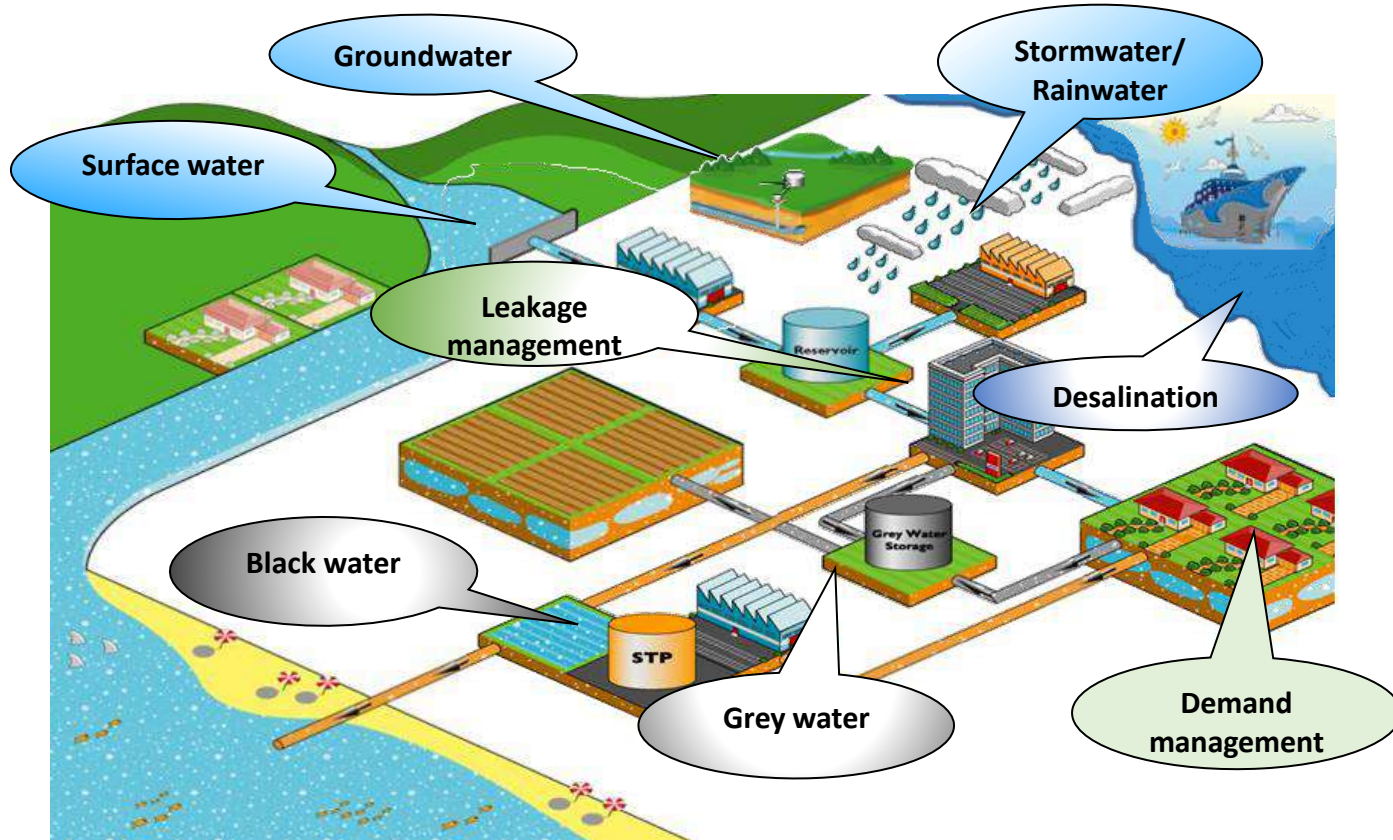 Groundwater
Stormwater/
Rainwater
Surface water
Leakage
management
Reservoir
Desalination
Black water
Grey Water
Storage
STP
Grey water
Demand
management